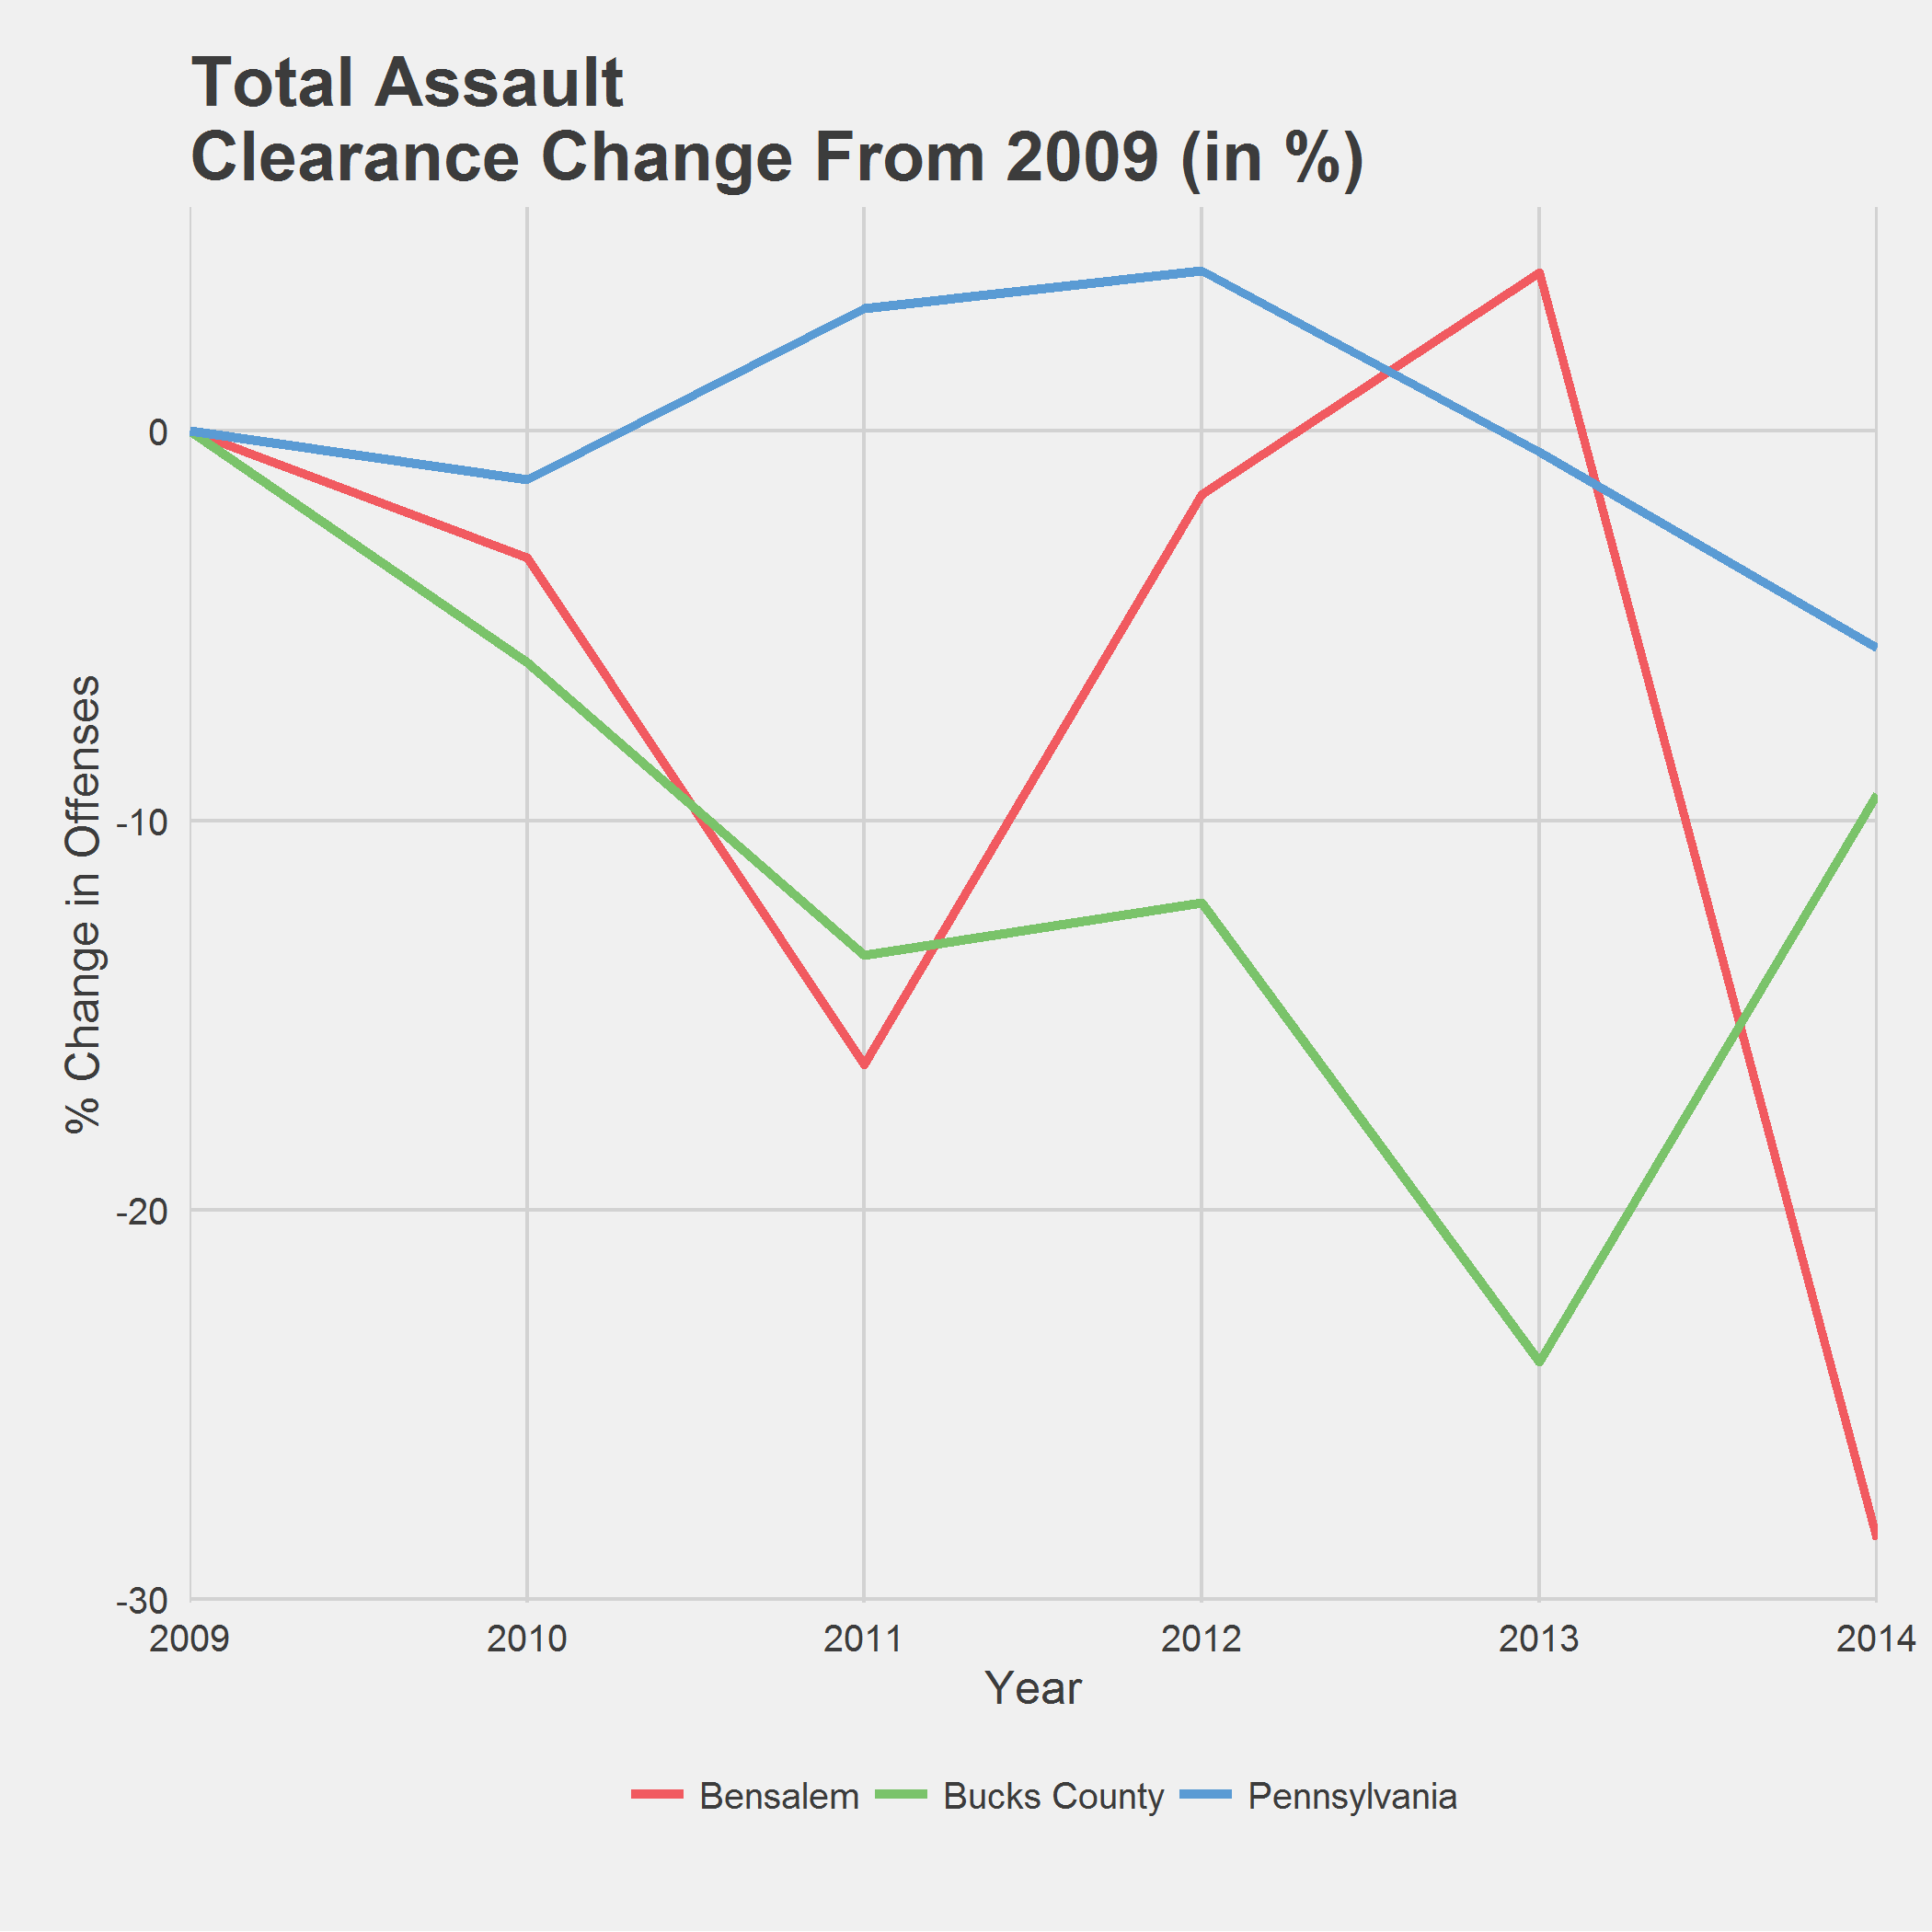 Total Assault
Clearance Change From 2009 (in %)
% Change in Offenses
0
-10
-20
-30
2009 2010 2011 2012 2013 2014
Year
Bensalem Bucks County Pennsylvania